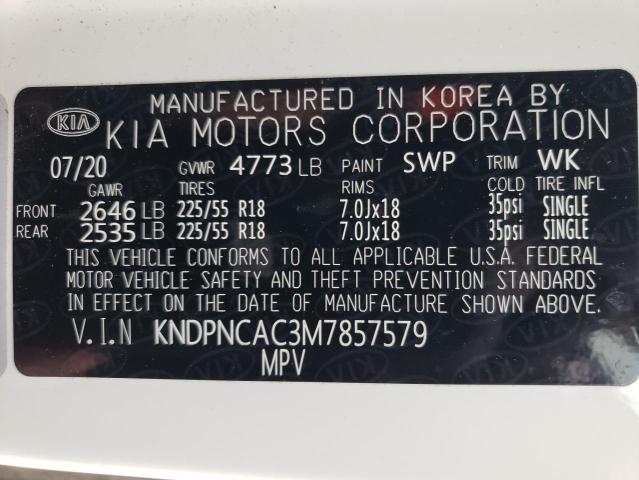 MANUFACTURED IN KOREA BY
KIA KIA MOTORS CORPORATION
07/20 GVWR 4773 LB PAINT SWP TRIM WK
GAWR TIRES RIMS COLD TIRE INFL
FRONT 2646 LB 225/55 R18 7.0Jx18 35psi SINGLE
REAR 2535 LB 225/55 R18 7.0Jx18 35psi SINGLE
THIS VEHICLE CONFORMS TO ALL APPLICABLE U.S.A. FEDERAL
MOTOR VEHICLE SAFETY AND THEFT PREVENTION STANDARDS
IN EFFECT ON THE DATE OF MANUFACTURE SHOWN ABOVE.
V.I.N KNDPNCAC3M7857579
MPV